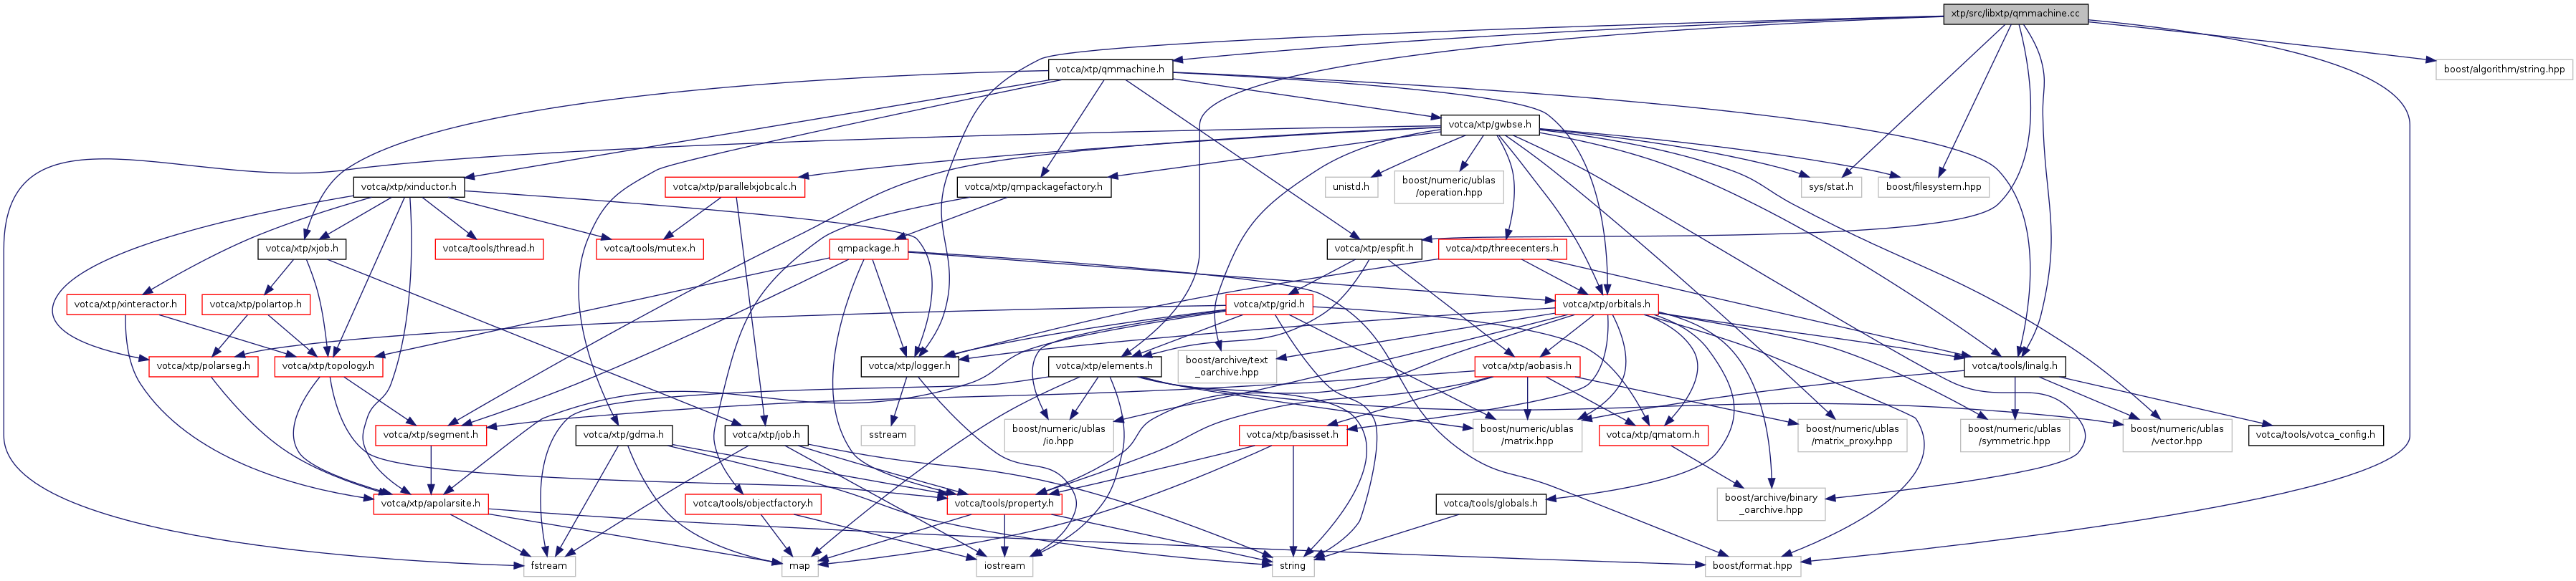 xtp/src/libxtp/qmmachine.cc
votca/xtp/qmmachine.h
boost/algorithm/string.hpp
votca/xtp/gwbse.h
votca/xtp/xinductor.h
votca/xtp/parallelxjobcalc.h
votca/xtp/qmpackagefactory.h
unistd.h
boost/numeric/ublas
/operation.hpp
sys/stat.h
boost/filesystem.hpp
votca/xtp/xjob.h
votca/tools/thread.h
votca/tools/mutex.h
qmpackage.h
votca/xtp/espfit.h
votca/xtp/threecenters.h
votca/xtp/xinteractor.h
votca/xtp/polartop.h
votca/xtp/grid.h
votca/xtp/orbitals.h
votca/xtp/polarseg.h
votca/xtp/topology.h
votca/xtp/logger.h
votca/xtp/elements.h
boost/archive/text
_oarchive.hpp
votca/xtp/aobasis.h
votca/tools/linalg.h
votca/xtp/segment.h
votca/xtp/gdma.h
votca/xtp/job.h
sstream
boost/numeric/ublas
/io.hpp
votca/xtp/basisset.h
boost/numeric/ublas
/matrix.hpp
votca/xtp/qmatom.h
boost/numeric/ublas
/matrix_proxy.hpp
boost/numeric/ublas
/symmetric.hpp
boost/numeric/ublas
/vector.hpp
votca/tools/votca_config.h
votca/xtp/apolarsite.h
votca/tools/objectfactory.h
votca/tools/property.h
votca/tools/globals.h
boost/archive/binary
_oarchive.hpp
fstream
map
iostream
string
boost/format.hpp